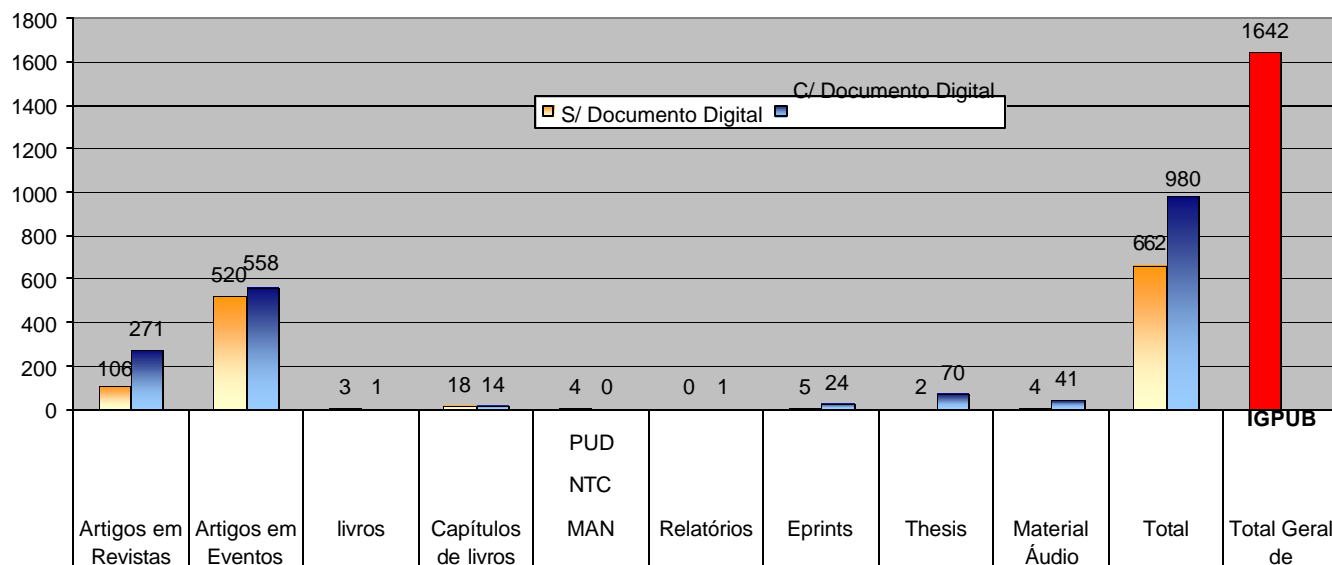 1800
1600
1400
1200
1000
800
600
400
200
0
1642
C/ Documento Digital
S/ Documento Digital
980
662
520
558
271
106
3
1
18
14
4
0
0
1
5
24
2
70
4
41
IGPUB
PUD
NTC
MAN
Artigos em
Revistas
Artigos em
Eventos
livros
Capítulos
de livros
Relatórios
Eprints
Thesis
Material
Áudio
Total
Total Geral
de